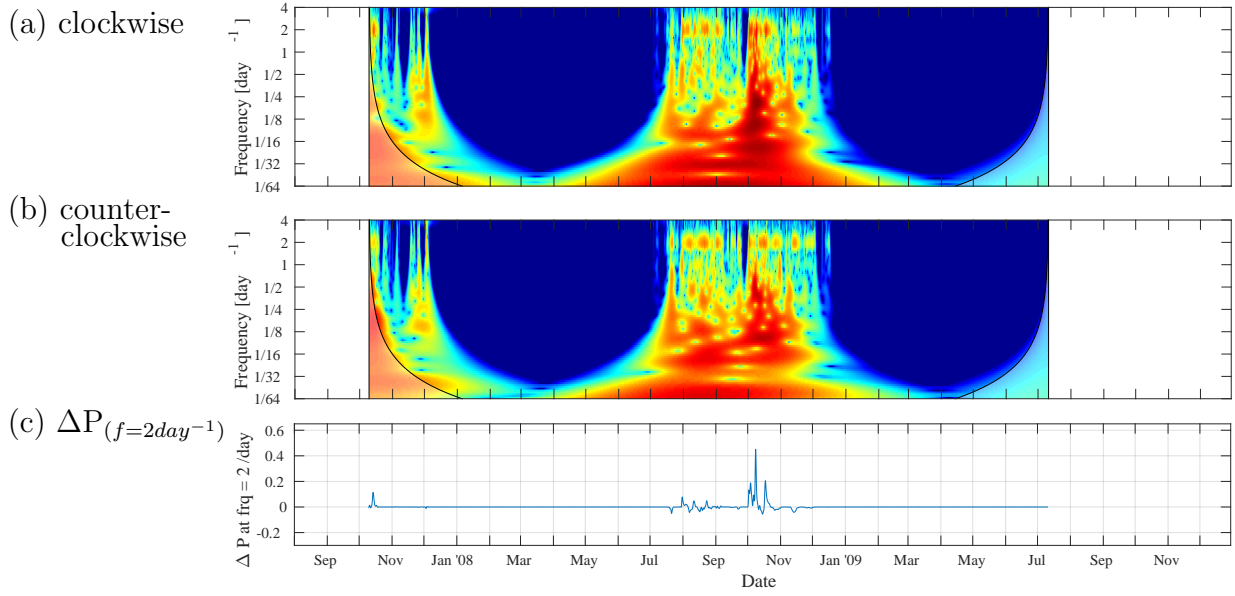 (a) clockwise
Frequency [day -1]
4
2
1
1/2
1/4
1/8
1/16
1/32
1/64
(b) counter-
clockwise
Frequency [day -1]
4
2
1
1/2
1/4
1/8
1/16
1/32
1/64
(c) ΔP(f=2day−1)
Δ P at frq = 2 /day
0.6
0.4
0.2
0
-0.2
Sep Nov Jan '08 Mar May Jul Sep Nov Jan '09 Mar May Jul Sep Nov
Date